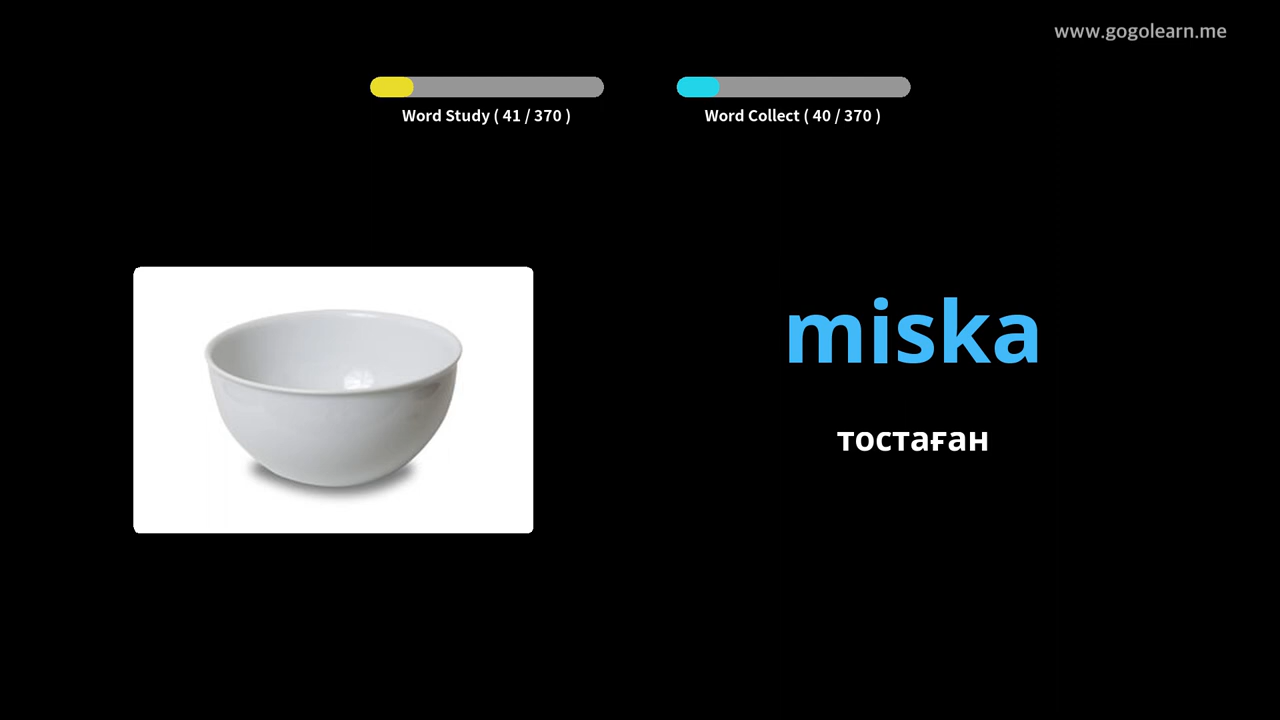 www.gogolearn.me
Word Study ( 41 / 370 )
Word Collect ( 40 / 370 )
miska
тостаған